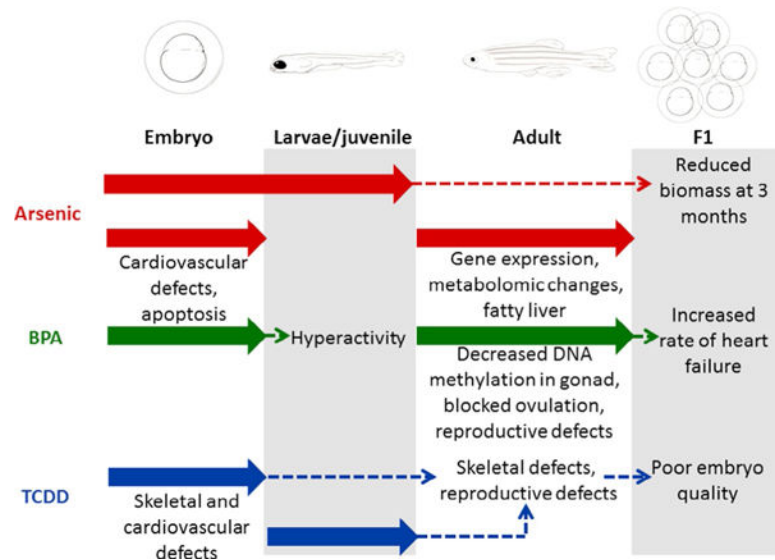 Embryo
Larvae/juvenile
Adult
F1
Arsenic
Reduced
biomass at 3
months
Cardiovascular
defects,
apoptosis
Gene expression,
metabolomic changes,
fatty liver
BPA
Hyperactivity
Increased
rate of heart
failure
Decreased DNA
methylation in gonad,
blocked ovulation,
reproductive defects
TCDD
Skeletal and
cardiovascular
defects
Skeletal defects,
reproductive defects
Poor embryo
quality